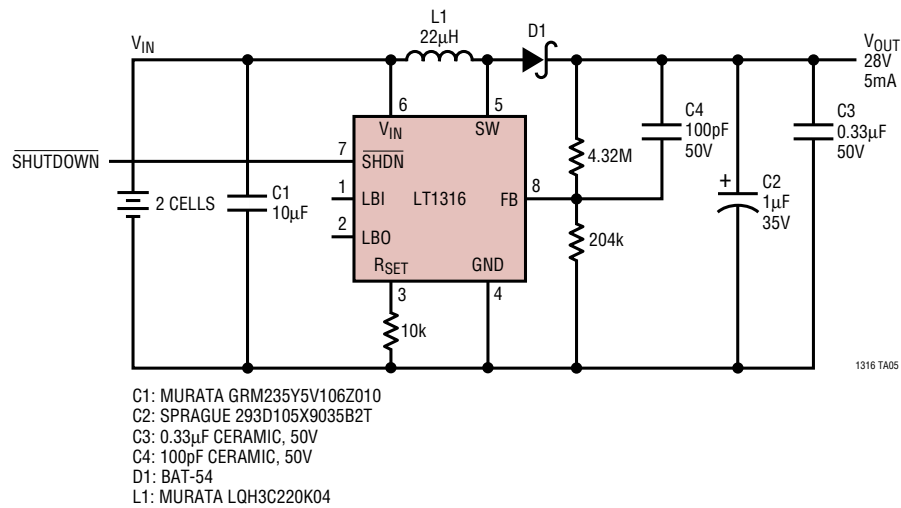 L1
22µH
D1
VIN
VOUT
28V
5mA
6
5
VIN
SW
C4
100pF
50V
C3
0.33µF
50V
SHUTDOWN
7
SHDN
4.32M
2 CELLS
C1
10µF
1
LBI
LT1316
FB
8
+
C2
1µF
35V
2
LBO
204k
RSET
GND
3
4
10k
1316 TA05
C1: MURATA GRM235Y5V106Z010
C2: SPRAGUE 293D105X9035B2T
C3: 0.33µF CERAMIC, 50V
C4: 100pF CERAMIC, 50V
D1: BAT-54
L1: MURATA LQH3C220K04